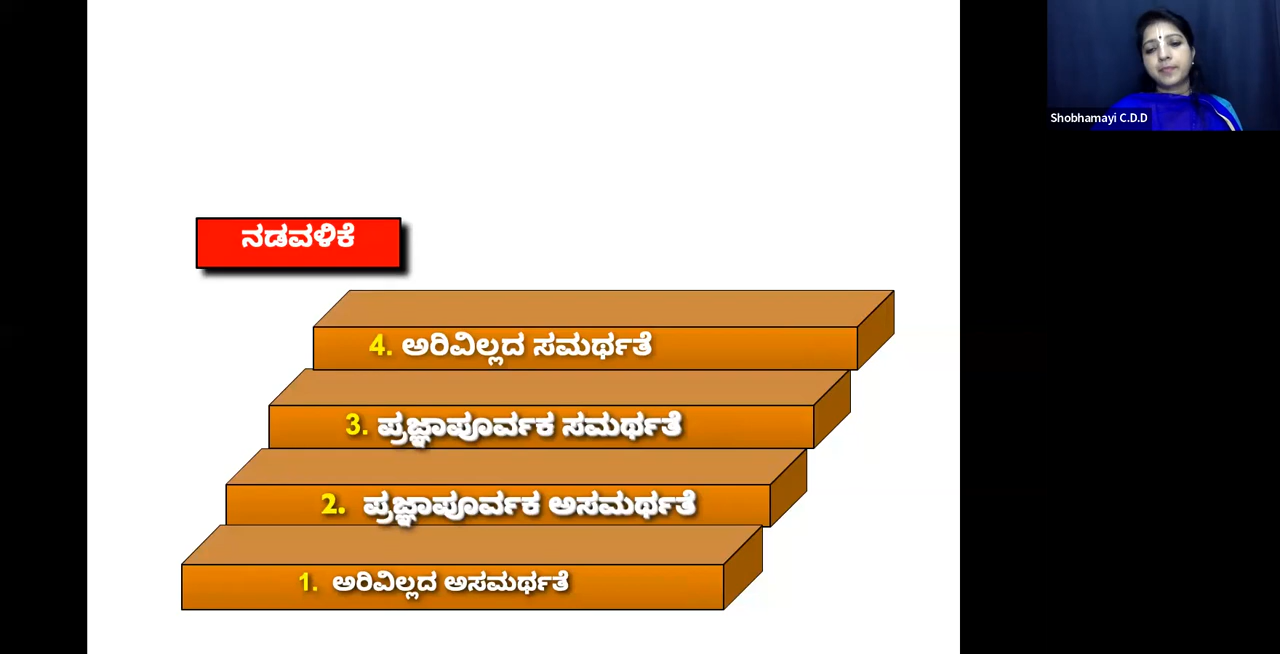 Shobhamayi C.D.D
ನಡವಳಿಕೆ
4. ಅರಿವಿಲ್ಲದ ಸಮರ್ಥತೆ
3. ಪ್ರಜ್ಞಾಪೂರ್ವಕ ಸಮರ್ಥತೆ
2. ಪ್ರಜ್ಞಾಪೂರ್ವಕ ಅಸಮರ್ಥತೆ
1. ಅರಿವಿಲ್ಲದ ಅಸಮರ್ಥತೆ